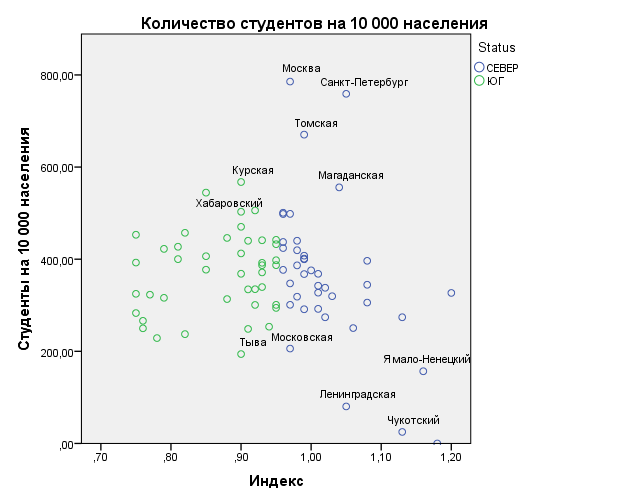 Количество студентов на 10 000 населения
Status
СЕВЕР
ЮГ
Студенты на 10 000 населения
800,00
600,00
400,00
200,00
,00
Москва
Санкт-Петербург
Томская
Курская
Магаданская
Хабаровский
Тыва
Московская
Ямало-Ненецкий
Ленинградская
Чукотский
,70
,80
,90
1,00
1,10
1,20
Индекс